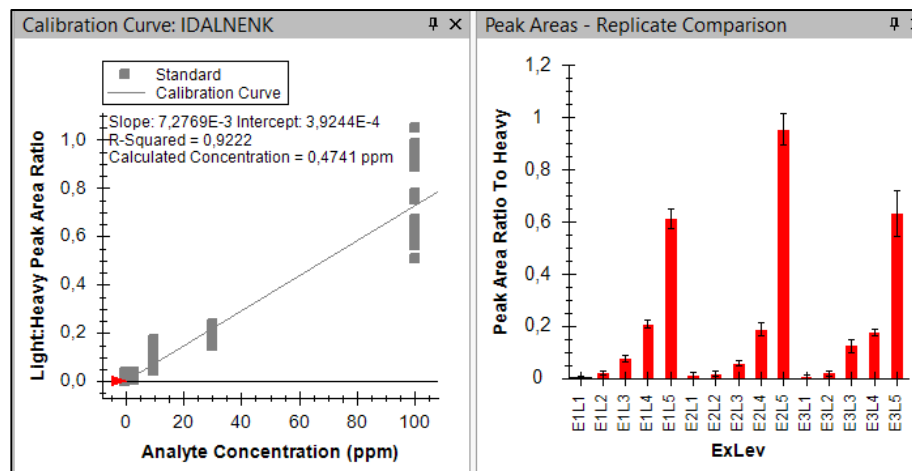 Calibration Curve: IDALNENK
Standard
Calibration Curve
Slope: 7,2769E-3 Intercept: 3,9244E-4
R-Squared = 0,9222
Calculated Concentration = 0,4741 ppm
Light:Heavy Peak Area Ratio
1,0
0,8
0,6
0,4
0,2
0,0
0
20
40
60
80
100
Analyte Concentration (ppm)
Peak Areas - Replicate Comparison
Peak Area Ratio To Heavy
1,2
1
0,8
0,6
0,4
0,2
0
E1L1
E1L2
E1L3
E1L4
E1L5
E2L1
E2L2
E2L3
E2L4
E2L5
E3L1
E3L2
E3L3
E3L4
E3L5
ExLev